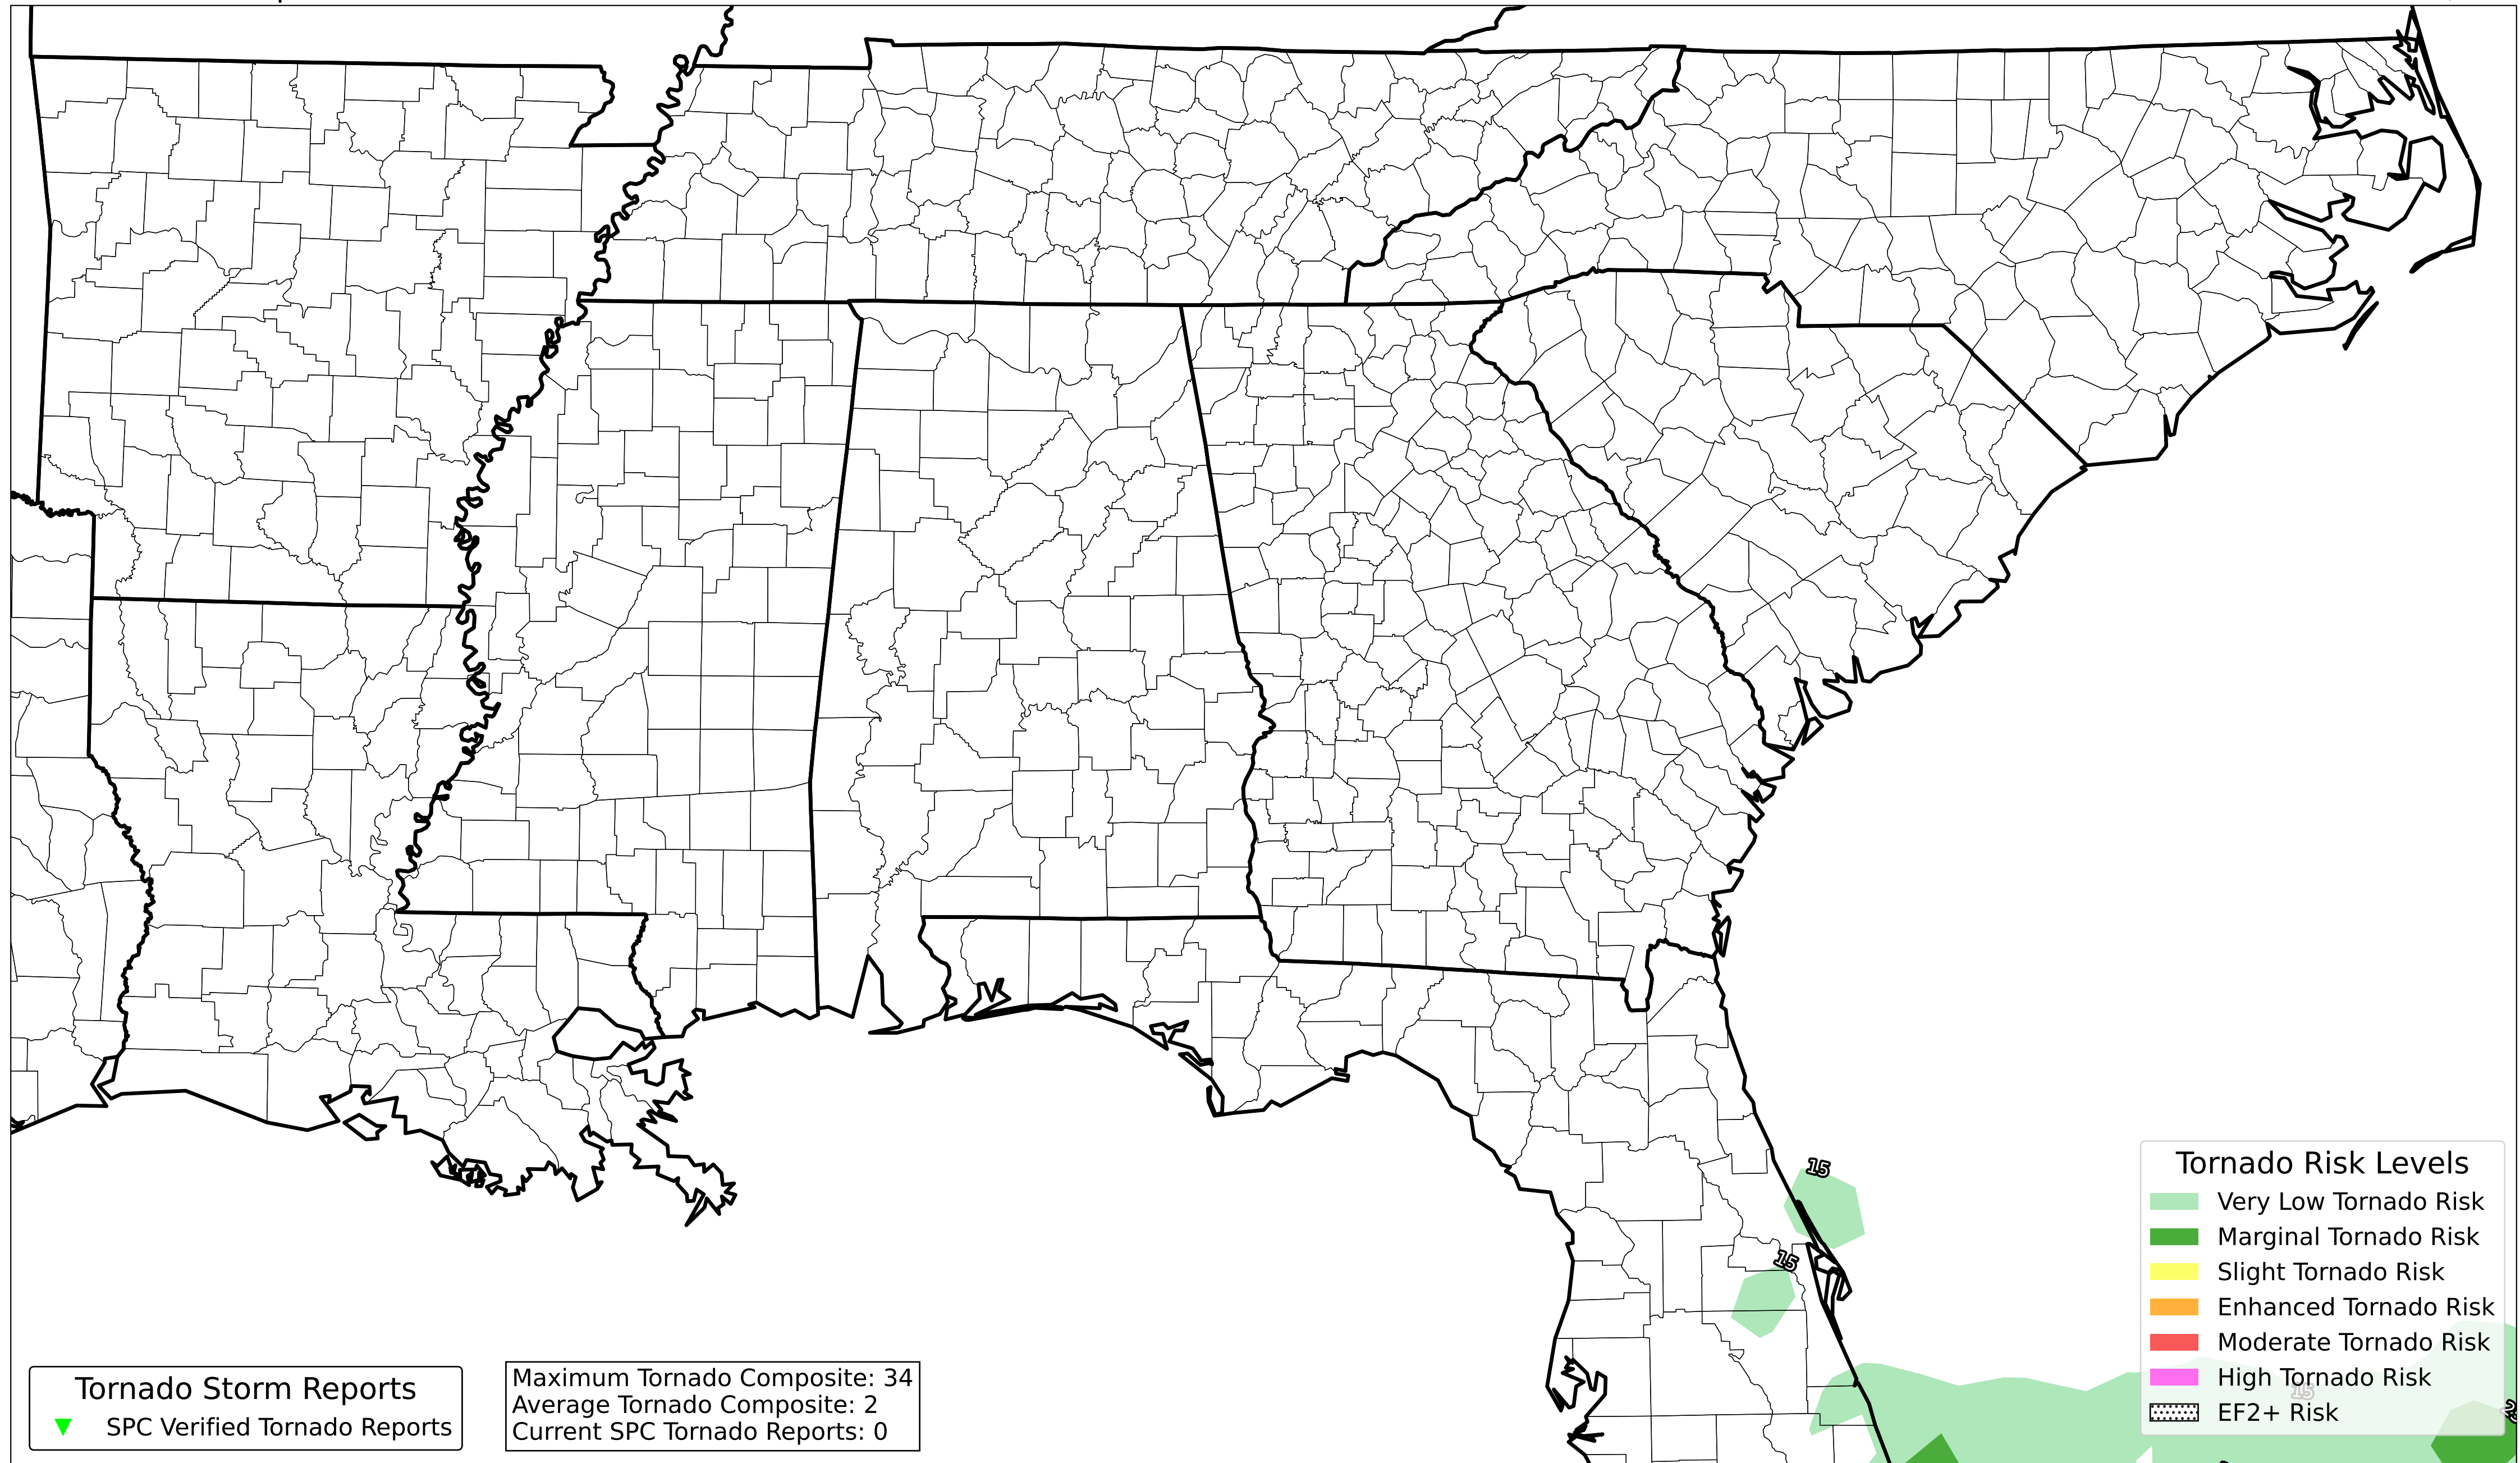 15
15
Tornado Risk Levels
Very Low Tornado Risk
Marginal Tornado Risk
Slight Tornado Risk
Enhanced Tornado Risk
Moderate Tornado Risk
High Tornado Risk
15
EF2+ Risk
Tornado Storm Reports
SPC Verified Tornado Reports
Maximum Tornado Composite: 34
Average Tornado Composite: 2
Current SPC Tornado Reports: 0